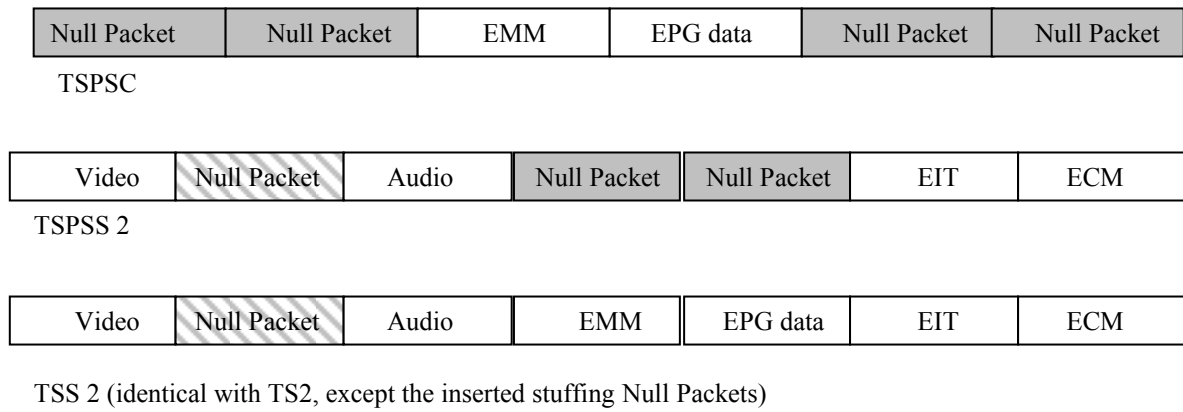 Null Packet Null Packet EMM EPG data Null Packet Null Packet
TSPSC
Video Null Packet Audio Null Packet Null Packet EIT ECM
TSPSS 2
Video Null Packet Audio EMM EPG data EIT ECM
TSS 2 (identical with TS2, except the inserted stuffing Null Packets)